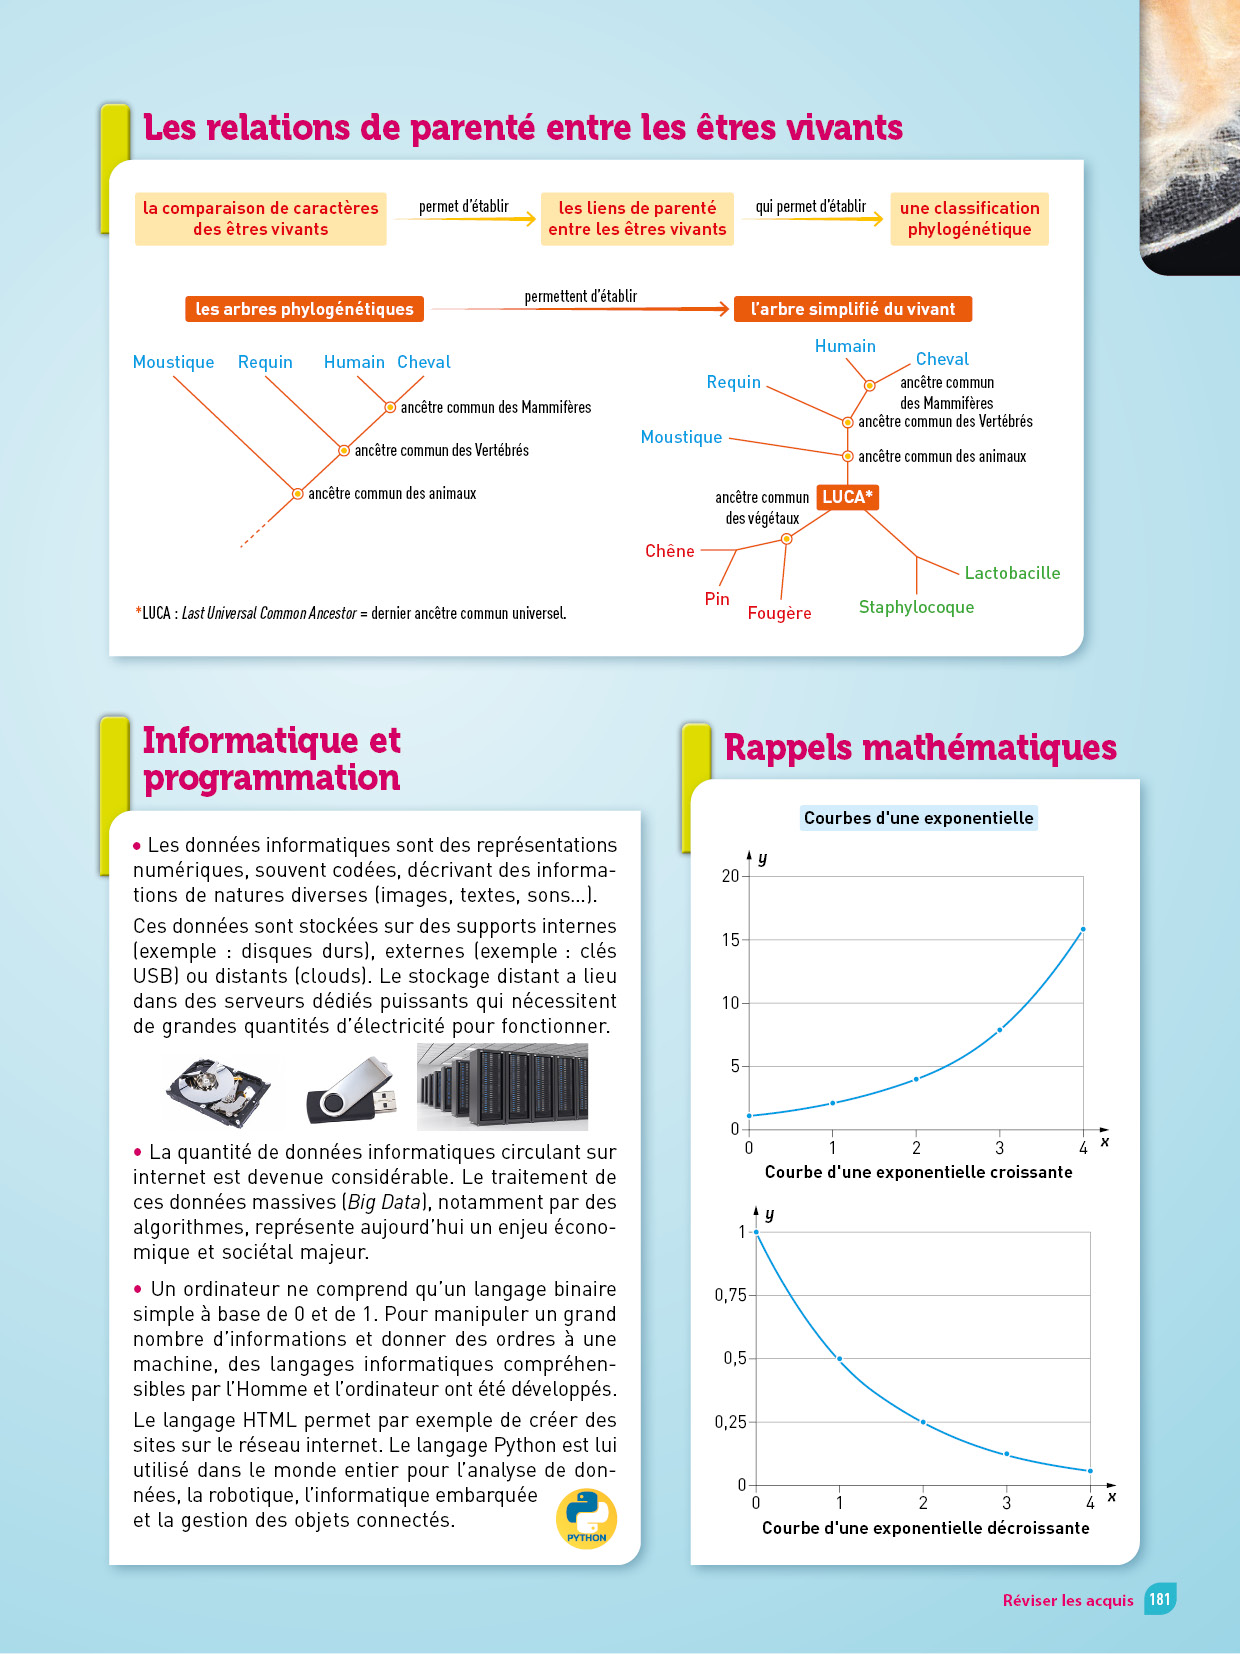 Les relations de parenté entre les êtres vivants
la comparaison de caractères
des êtres vivants
permet d'établir
les liens de parenté
entre les êtres vivants
qui permet d'établir
une classification
phylogénétique
les arbres phylogénétiques
permettent d'établir
l'arbre simplifié du vivant
Moustique
Requin
Humain
Cheval
ancêtre commun des Mammifères
ancêtre commun des Vertébrés
ancêtre commun des animaux
Humain
Cheval
Requin
ancêtre commun
des Mammifères
ancêtre commun des Vertébrés
Moustique
ancêtre commun des animaux
ancêtre commun
des végétaux
LUCA*
Chêne
Pin
Fougère
Lactobacille
Staphylocoque
*LUCA : Last Universal Common Ancestor = dernier ancêtre commun universel.
Informatique et
programmation
• Les données informatiques sont des représentations
numériques, souvent codées, décrivant des informa-
tions de natures diverses (images, textes, sons...).
Ces données sont stockées sur des supports internes
(exemple : disques durs), externes (exemple : clés
USB) ou distants (clouds). Le stockage distant a lieu
dans des serveurs dédiés puissants qui nécessitent
de grandes quantités d'électricité pour fonctionner.
• La quantité de données informatiques circulant sur
internet est devenue considérable. Le traitement de
ces données massives (Big Data), notamment par des
algorithmes, représente aujourd'hui un enjeu écono-
mique et sociétal majeur.
• Un ordinateur ne comprend qu'un langage binaire
simple à base de 0 et de 1. Pour manipuler un grand
nombre d'informations et donner des ordres à une
machine, des langages informatiques compréhen-
sibles par l'Homme et l'ordinateur ont été développés.
Le langage HTML permet par exemple de créer des
sites sur le réseau internet. Le langage Python est lui
utilisé dans le monde entier pour l'analyse de don-
nées, la robotique, l'informatique embarquée
et la gestion des objets connectés.
PYTHON
Rappels mathématiques
Courbes d'une exponentielle
y
20
15
10
5
0
0 1 2 3 4 x
Courbe d'une exponentielle croissante
y
1
0,75
0,5
0,25
0
0 1 2 3 4 x
Courbe d'une exponentielle décroissante
Réviser les acquis 181